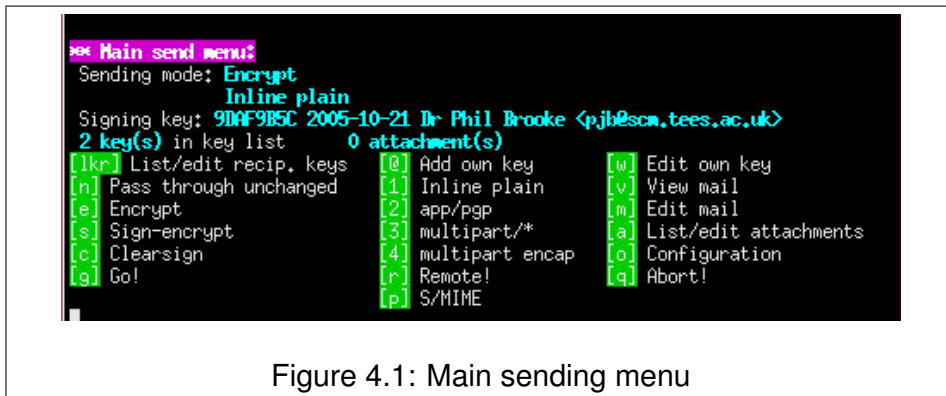 *** Main send menu:
Sending mode: Encrypt
Inline plain
Signing key: 9DAF9B5C 2005-10-21 Dr Phil Brooke <pjb@scm.tees.ac.uk>
2 key(s) in key list 0 attachment(s)
[lkr] List/edit recip. keys [@] Add own key [w] Edit own key
[n] Pass through unchanged [1] Inline plain [v] View mail
[e] Encrypt [2] app/pgp [m] Edit mail
[s] Sign-encrypt [3] multipart/* [a] List/edit attachments
[c] Clearsign [4] multipart encap [o] Configuration
[g] Go! [r] Remote! [q] Abort!
[p] S/MIME
Figure 4.1: Main sending menu